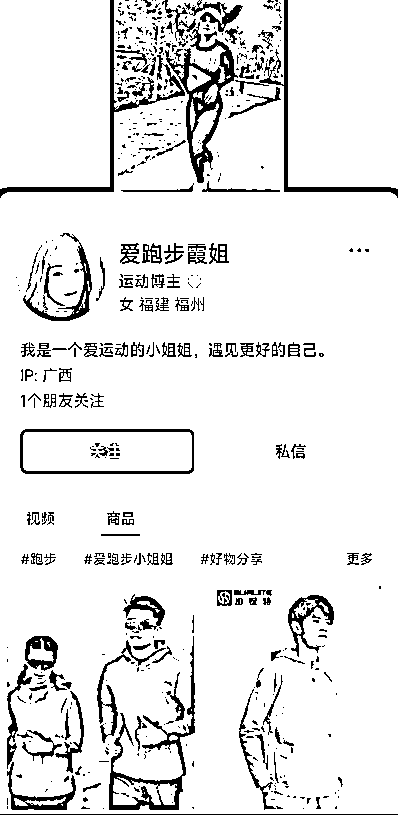 爱跑步霞姐
运动博主
女 福建 福州
我是一个爱运动的小姐姐，遇见更好的自己。
IP: 广西
1个朋友关注
关注 私信
视频 商品
#跑步 #爱跑步小姐姐 #好物分享 更多